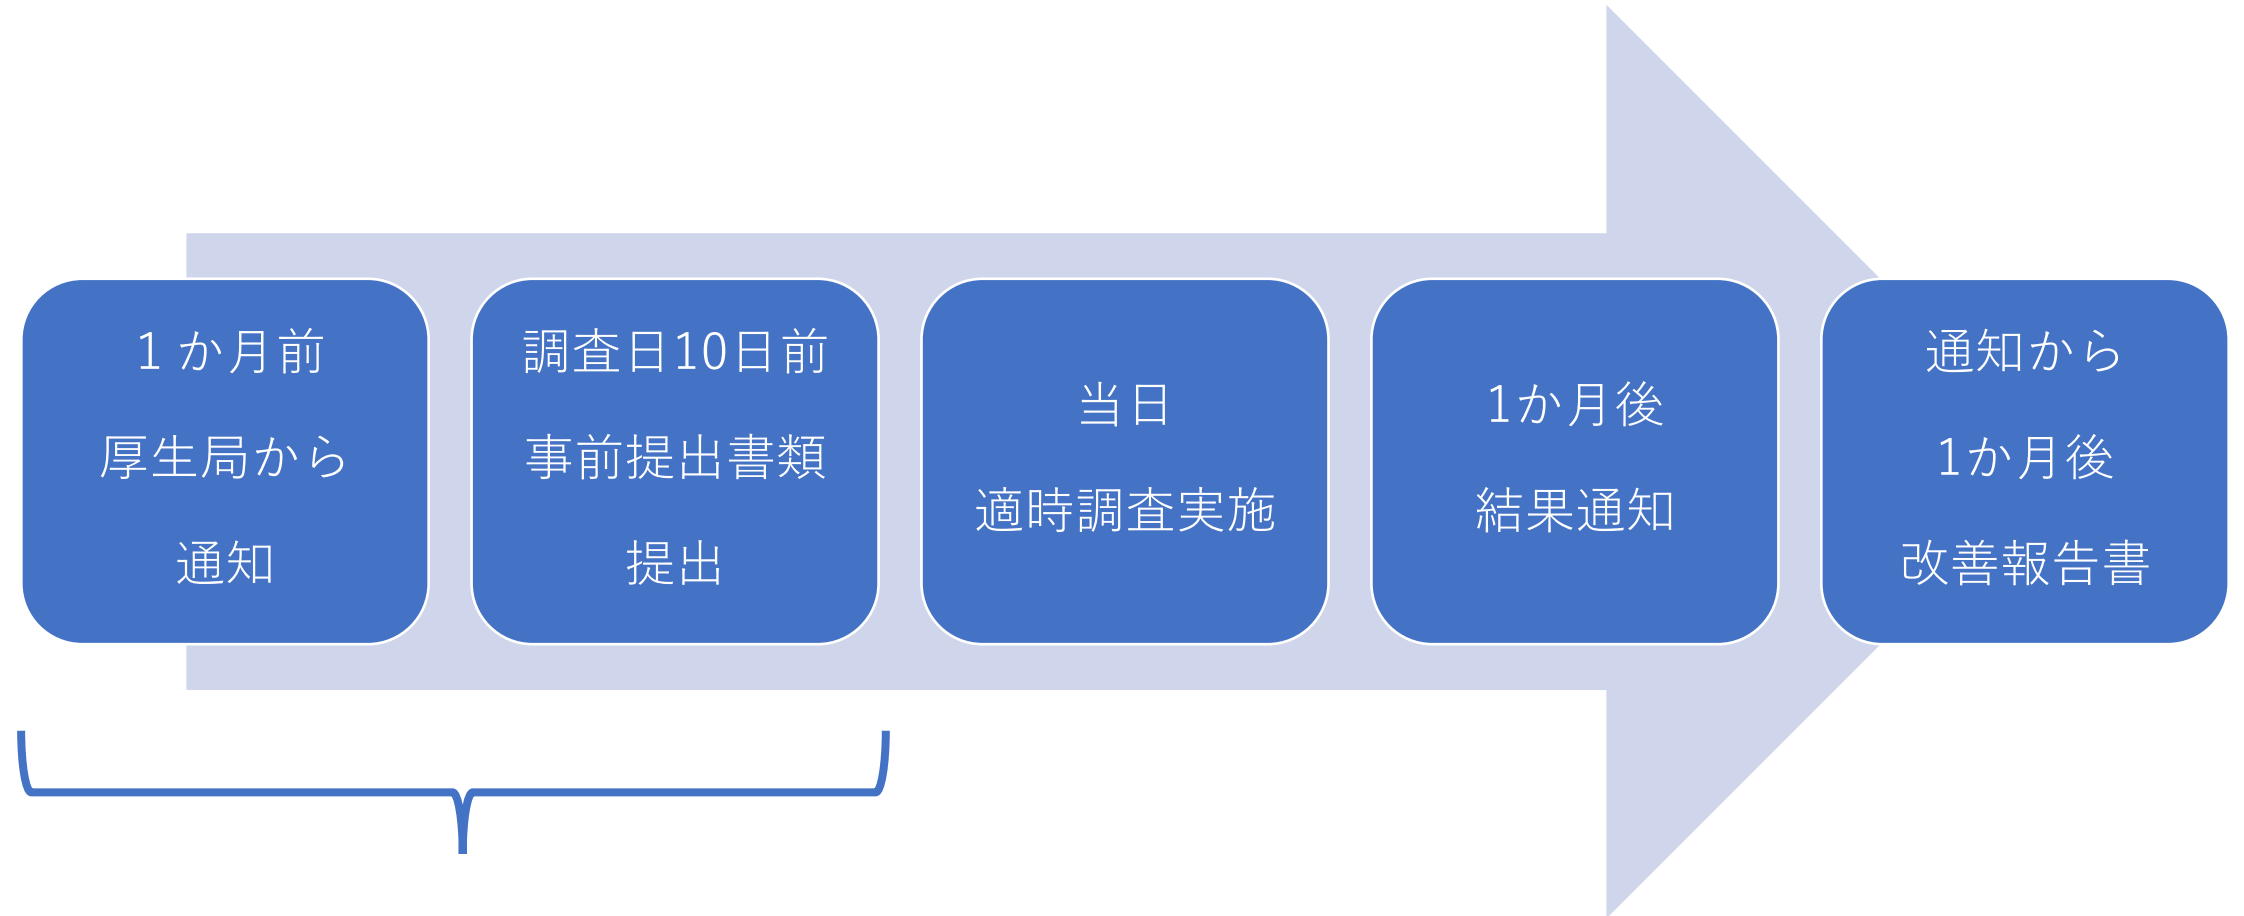 １か月前
厚生局から
通知
調査日10日前
事前提出書類
提出
当日
適時調査実施
1か月後
結果通知
通知から
1か月後
改善報告書